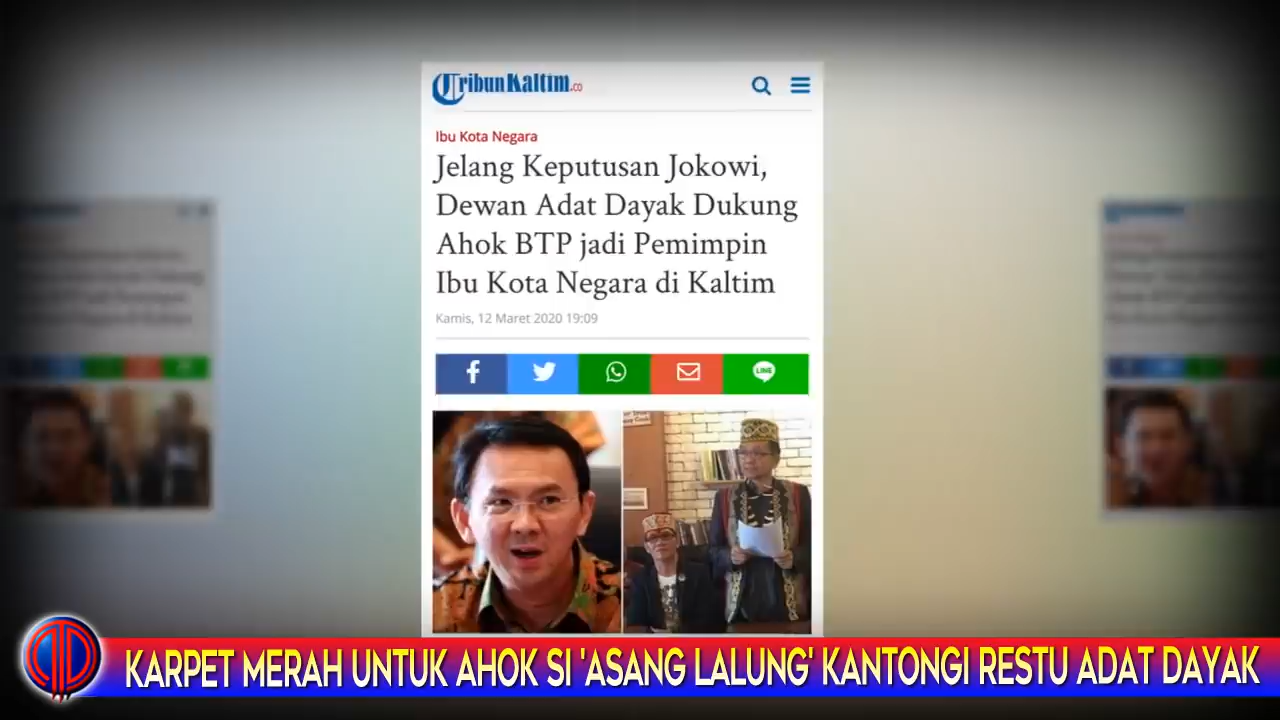 TribunKaltim.co
Ibu Kota Negara
Jelang Keputusan Jokowi,
Dewan Adat Dayak Dukung
Ahok BTP jadi Pemimpin
Ibu Kota Negara di Kaltim
Kamis, 12 Maret 2020 19:09
LINE
KARPET MERAH UNTUK AHOK SI 'ASANG LALUNG' KANTONGI RESTU ADAT DAYAK